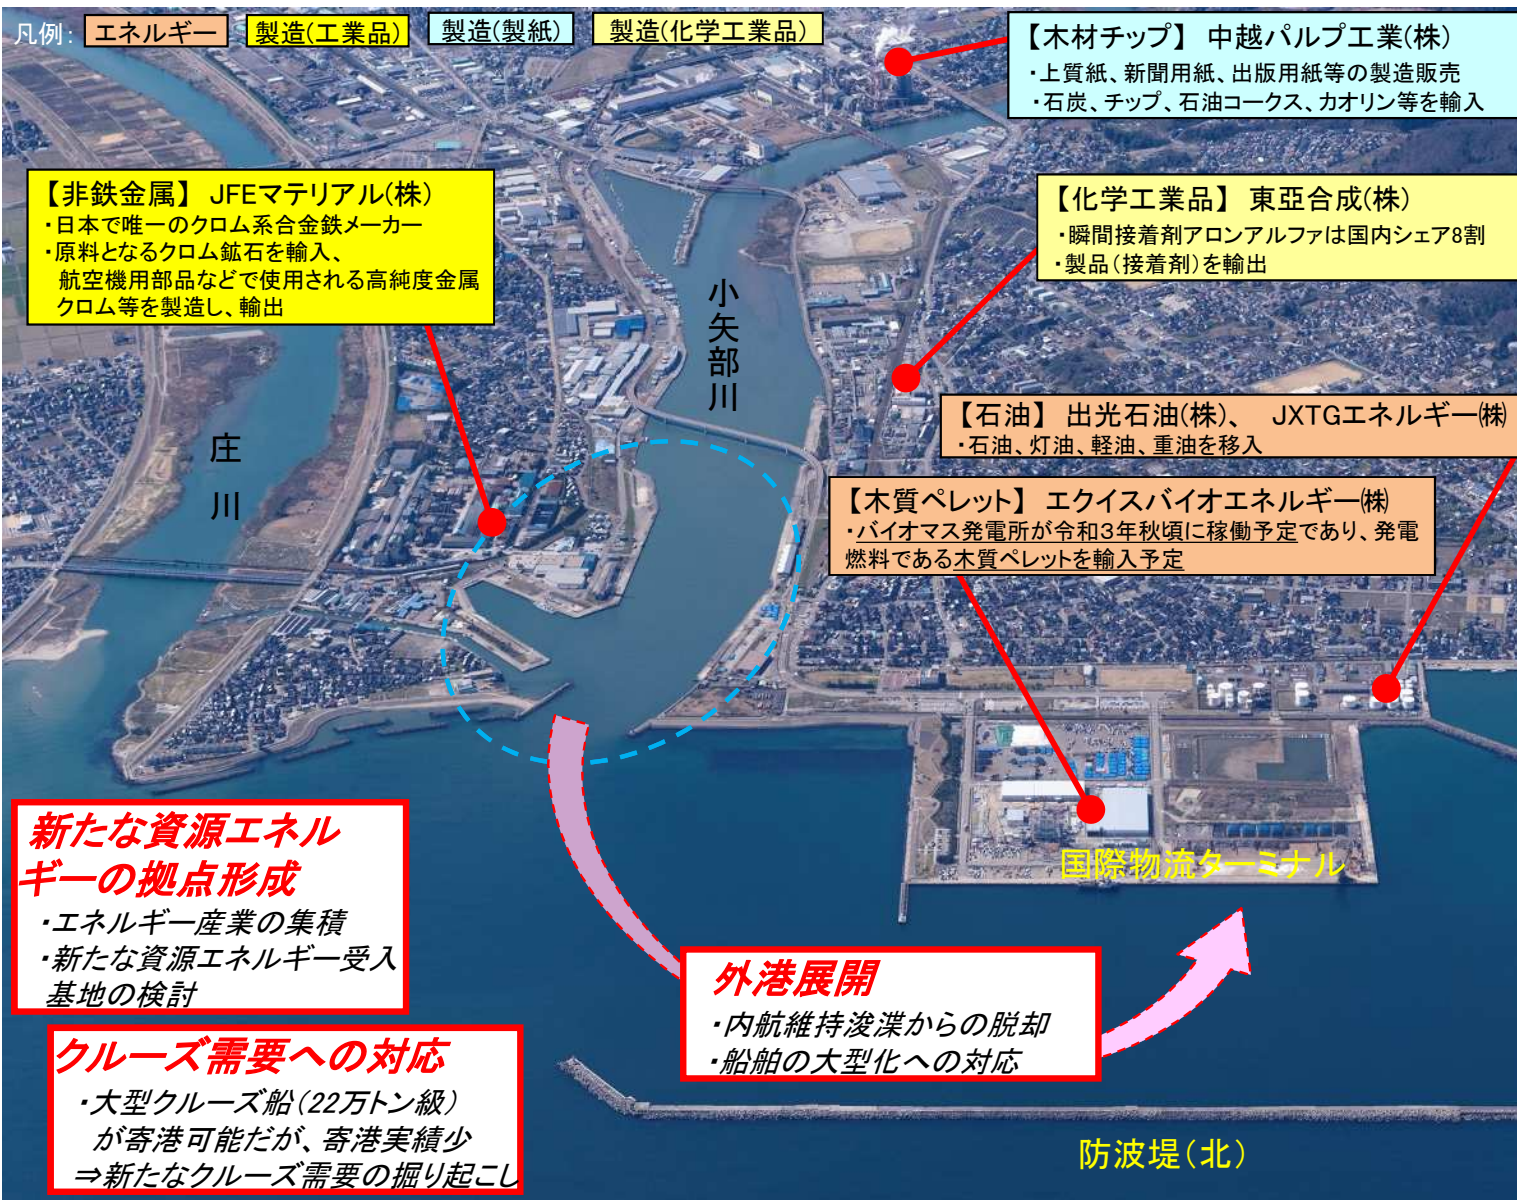 凡例: エネルギー 製造(工業品) 製造(製紙) 製造(化学工業品)
【木材チップ】 中越パルプ工業(株)
・上質紙、新聞用紙、出版用紙等の製造販売
・石炭、チップ、石油コークス、カオリン等を輸入
【非鉄金属】 JFEマテリアル(株)
・日本で唯一のクロム系合金鉄メーカー
・原料となるクロム鉱石を輸入、
航空機用部品などで使用される高純度金属
クロム等を製造し、輸出
【化学工業品】 東亞合成(株)
・瞬間接着剤アロンアルファは国内シェア8割
・製品(接着剤)を輸出
小矢部川
庄川
【石油】 出光石油(株)、 JXTGエネルギー㈱
・石油、灯油、軽油、重油を移入
【木質ペレット】 エクイスバイオエネルギー㈱
・バイオマス発電所が令和3年秋頃に稼働予定であり、発電
燃料である木質ペレットを輸入予定
国際物流ターミナル
新たな資源エネル
ギーの拠点形成
・エネルギー産業の集積
・新たな資源エネルギー受入
基地の検討
外港展開
・内航維持浚渫からの脱却
・船舶の大型化への対応
クルーズ需要への対応
・大型クルーズ船(22万トン級)
が寄港可能だが、寄港実績少
⇒新たなクルーズ需要の掘り起こし
防波堤(北)